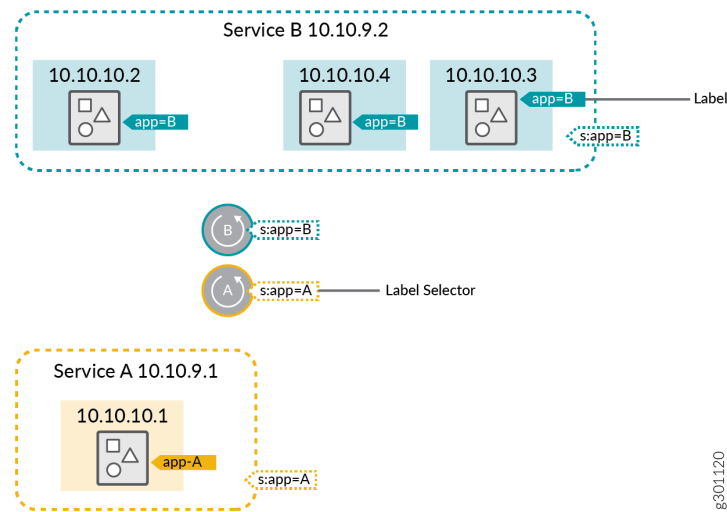 Service B 10.10.9.2
10.10.10.2
10.10.10.4
10.10.10.3
app=B
app=B
app=B
Label
s:app=B
B
s:app=B
A
s:app=A
Label Selector
Service A 10.10.9.1
10.10.10.1
app-A
s:app=A
g301120